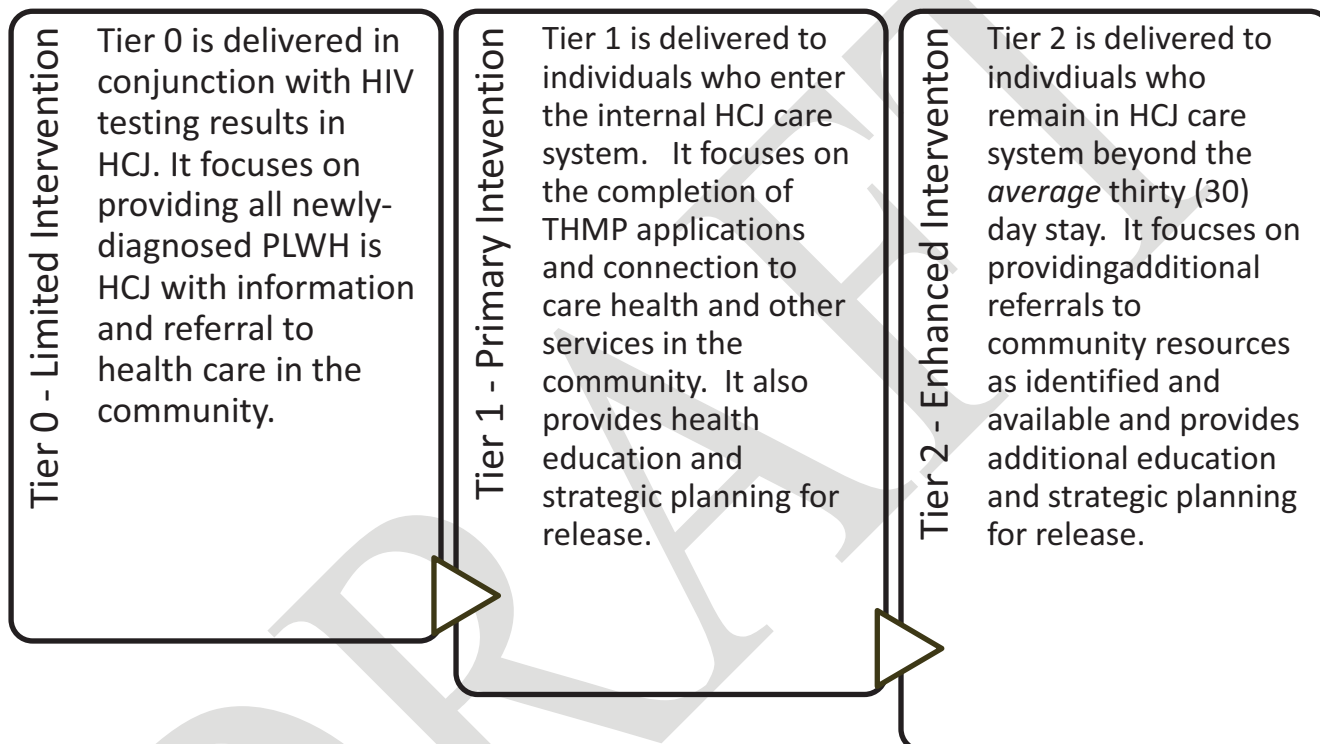 Tier 0 - Limited Intervention
Tier 0 is delivered in
conjunction with HIV
testing results in
HCJ. It focuses on
providing all newly-
diagnosed PLWH is
HCJ with information
and referral to
health care in the
community.
Tier 1 - Primary Intevention
Tier 1 is delivered to
individuals who enter
the internal HCJ care
system. It focuses on
the completion of
THMP applications
and connection to
care health and other
services in the
community. It also
provides health
education and
strategic planning for
release.
Tier 2 - Enhanced Interventon
Tier 2 is delivered to
indivdiuals who
remain in HCJ care
system beyond the
average thirty (30)
day stay. It foucses on
providingadditional
referrals to
community resources
as identified and
available and provides
additional education
and strategic planning
for release.
DRAFT